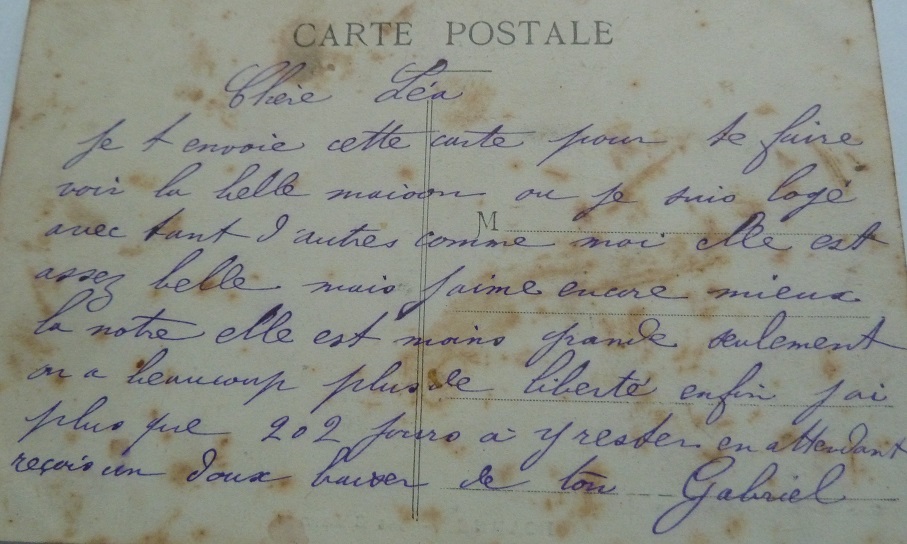 CARTE POSTALE
Chère Léa
Je t envoie cette carte pour te faire
voir la belle maison ou je suis logé
M
avec tant d'autres comme moi elle est
assez belle mais j'aime encore mieux
la notre elle est moins grande seulement
on a beaucoup plus de liberté enfin j'ai
plus que 202 jours à y rester en attendant
reçois un doux baiser de ton Gabriel